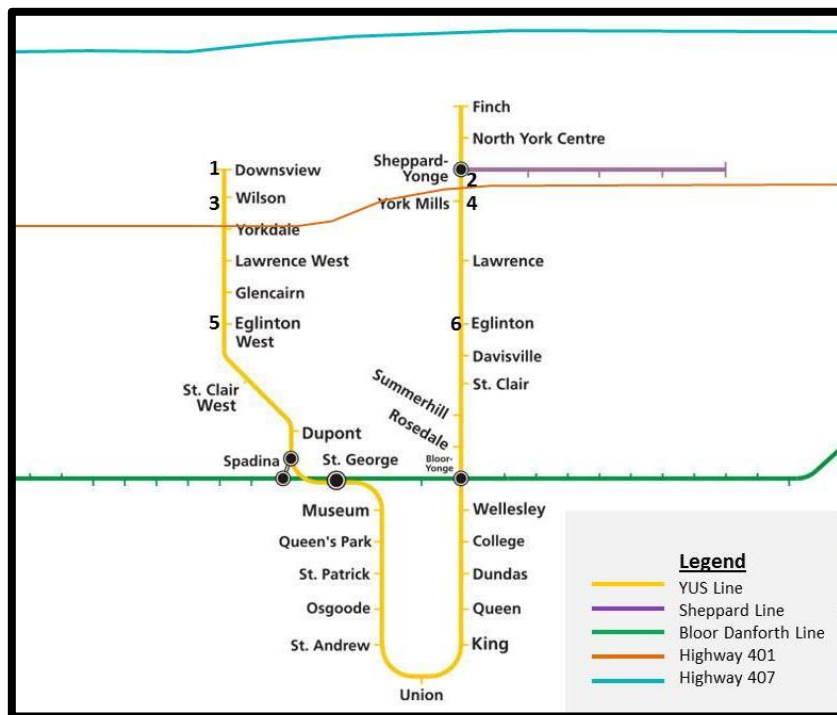 Finch
North York Centre
Sheppard-
Yonge
1 Downsview
2
3 Wilson
York Mills 4
Yorkdale
Lawrence West
Lawrence
Glencairn
5 Eglinton
West
6 Eglinton
Davisville
St. Clair
West
St. Clair
Summerhill
Rosedale
Dupont
Spadina
St. George
Bloor-
Yonge
Museum
Wellesley
Queen's Park
College
St. Patrick
Dundas
Osgoode
Queen
St. Andrew
King
Union
Legend
YUS Line
Sheppard Line
Bloor Danforth Line
Highway 401
Highway 407